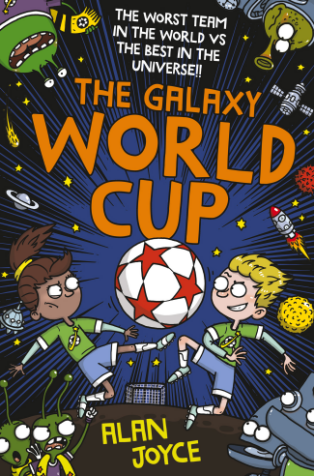 THE WORST TEAM
IN THE WORLD VS
THE BEST IN THE
UNIVERSE!!
THE GALAXY
WORLD
CUP
ALAN
JOYCE